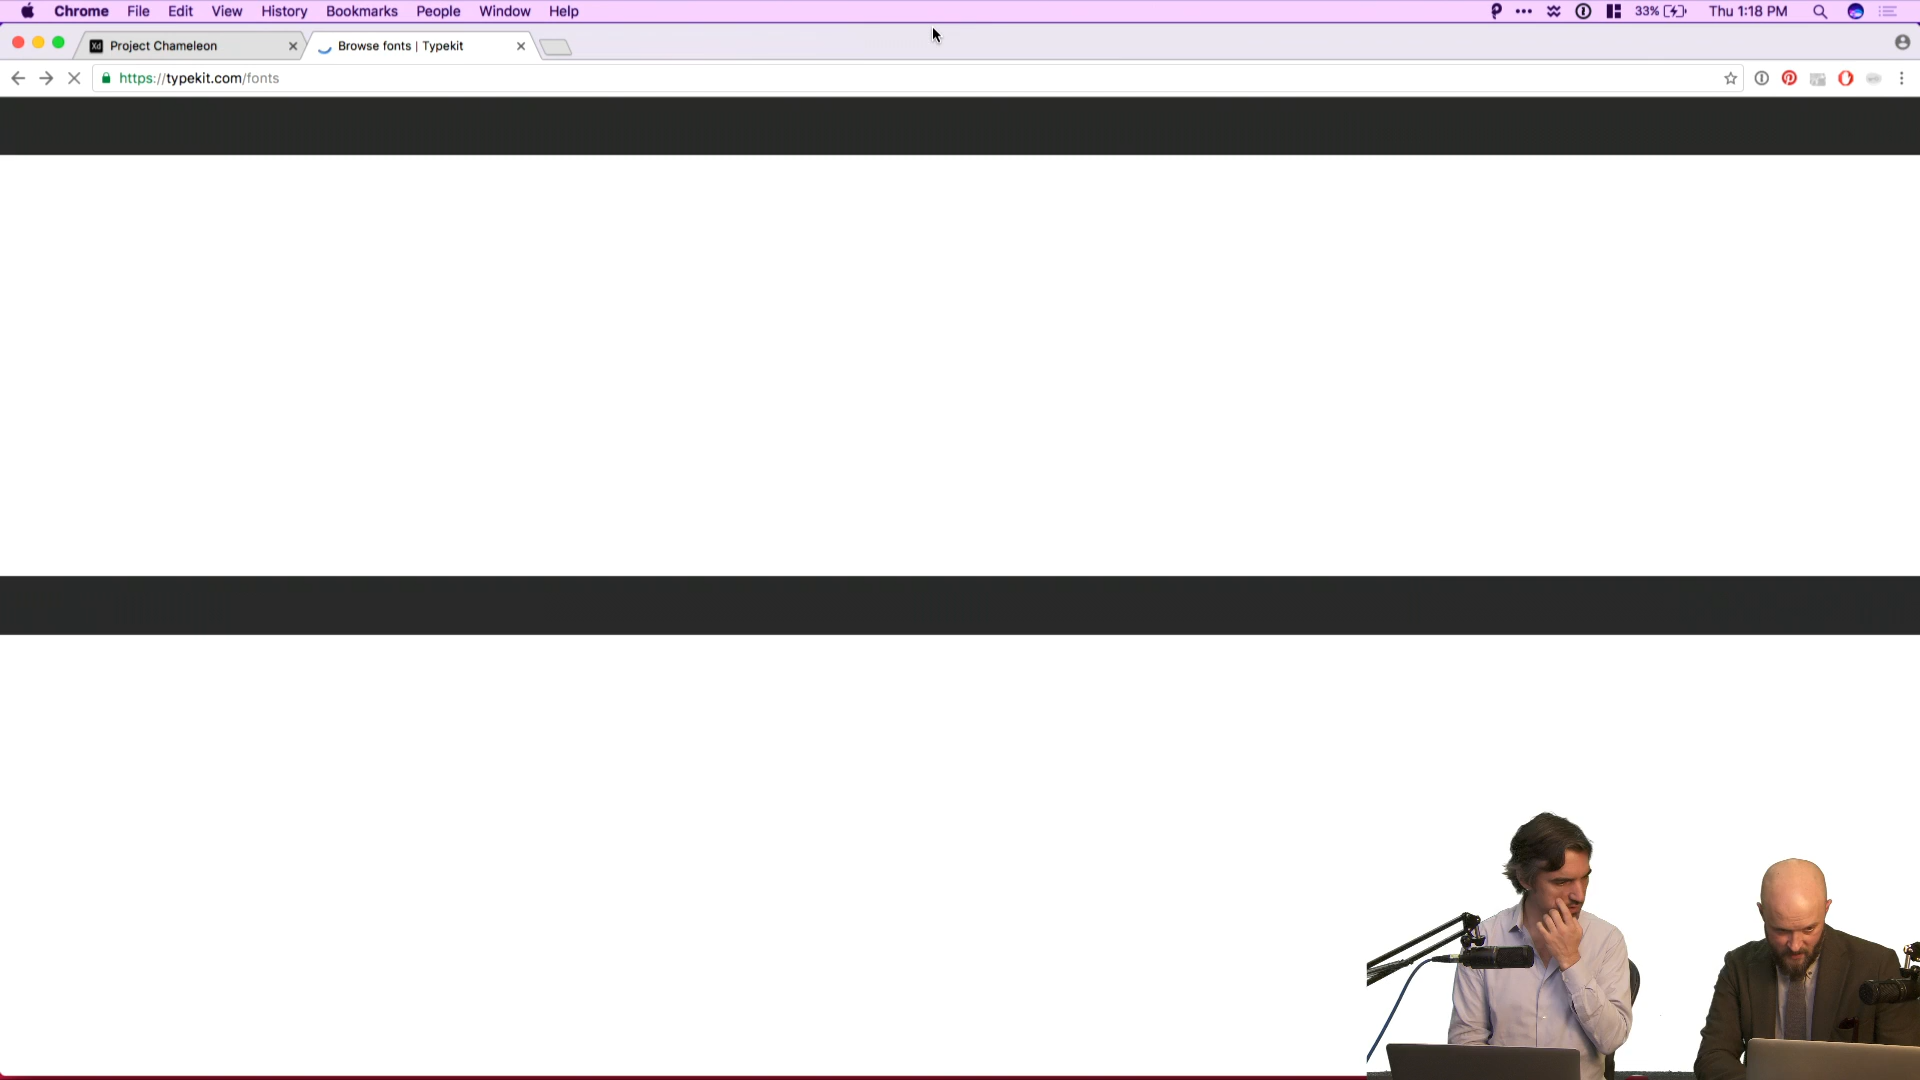 Chrome File Edit View History Bookmarks People Window Help 33% Thu 1:18 PM
Xd Project Chameleon Browse fonts | Typekit
https://typekit.com/fonts